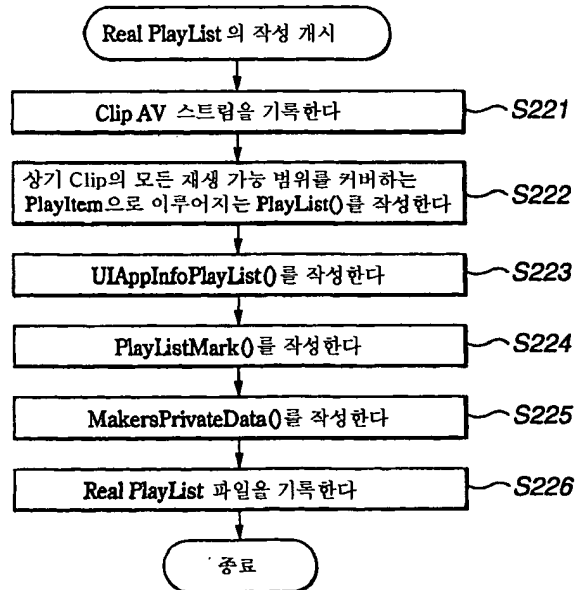 Real PlayList 의 작성 개시
Clip AV 스트림을 기록한다
S221
상기 Clip의 모든 재생 가능 범위를 커버하는
PlayItem으로 이루어지는 PlayList()를 작성한다
S222
UIAppInfoPlayList()를 작성한다
S223
PlayListMark()를 작성한다
S224
MakersPrivateData()를 작성한다
S225
Real PlayList 파일을 기록한다
S226
종료